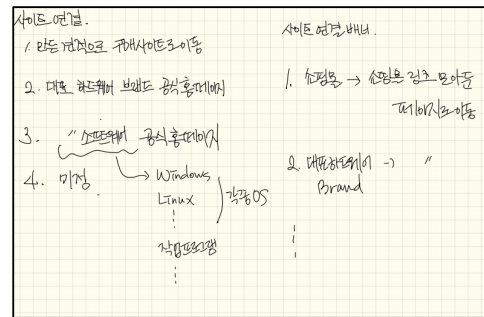 사이트 연결.
1. 만든 견적으로 구매사이트로 이동
2. 대표 하드웨어 브랜드 공식 홈페이지
3. 〃 소프트웨어 공식 홈페이지
4. 미정
→ Windows
Linux
⋮
각종 OS
작업프로그램
⋮
사이트 연결 배너.
1. 쇼핑몰 → 쇼핑몰 링크 모아둔
페이지로 이동
2. 대표하드웨어 → 〃
Brand
⋮